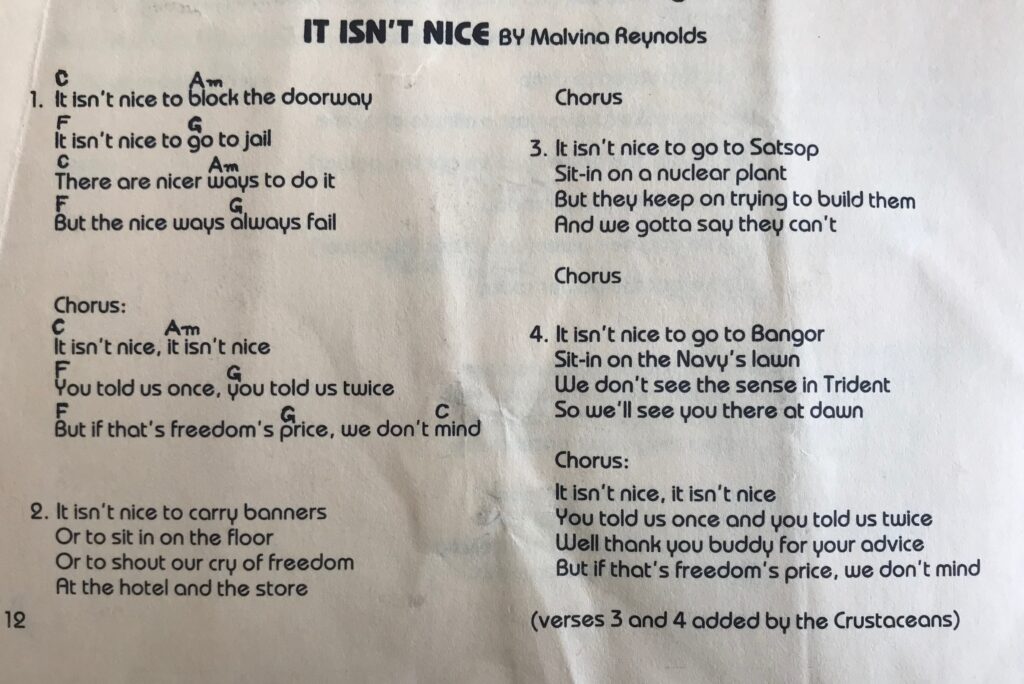 IT ISN'T NICE BY Malvina Reynolds
C Am
1. It isn't nice to block the doorway
F G
It isn't nice to go to jail
C Am
There are nicer ways to do it
F G
But the nice ways always fail
Chorus:
C Am
It isn't nice, it isn't nice
F G
You told us once, you told us twice
F G C
But if that's freedom's price, we don't mind
2. It isn't nice to carry banners
Or to sit in on the floor
Or to shout our cry of freedom
At the hotel and the store
12
Chorus
3. It isn't nice to go to Satsop
Sit-in on a nuclear plant
But they keep on trying to build them
And we gotta say they can't
Chorus
4. It isn't nice to go to Bangor
Sit-in on the Navy's lawn
We don't see the sense in Trident
So we'll see you there at dawn
Chorus:
It isn't nice, it isn't nice
You told us once and you told us twice
Well thank you buddy for your advice
But if that's freedom's price, we don't mind
(verses 3 and 4 added by the Crustaceans)